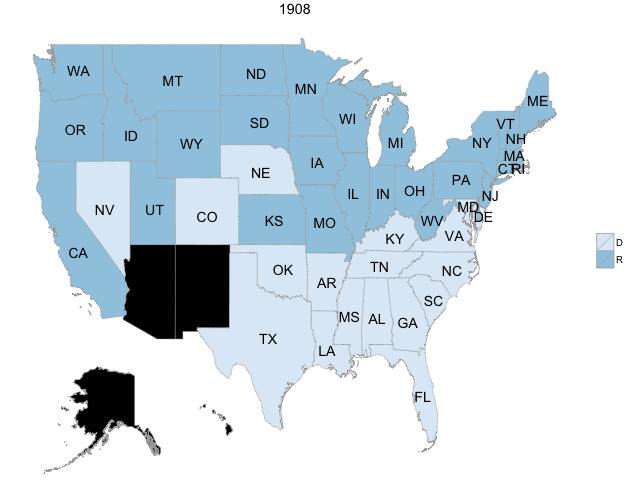 1908
WA
MT
ND
MN
ME
OR
ID
WY
SD
WI
MI
NY
VT
NH
MA
CT
RI
NE
IA
PA
NJ
NV
UT
CO
KS
MO
IL
IN
OH
WV
MD
DE
VA
KY
CA
OK
AR
TN
NC
SC
TX
LA
MS
AL
GA
FL
D
R